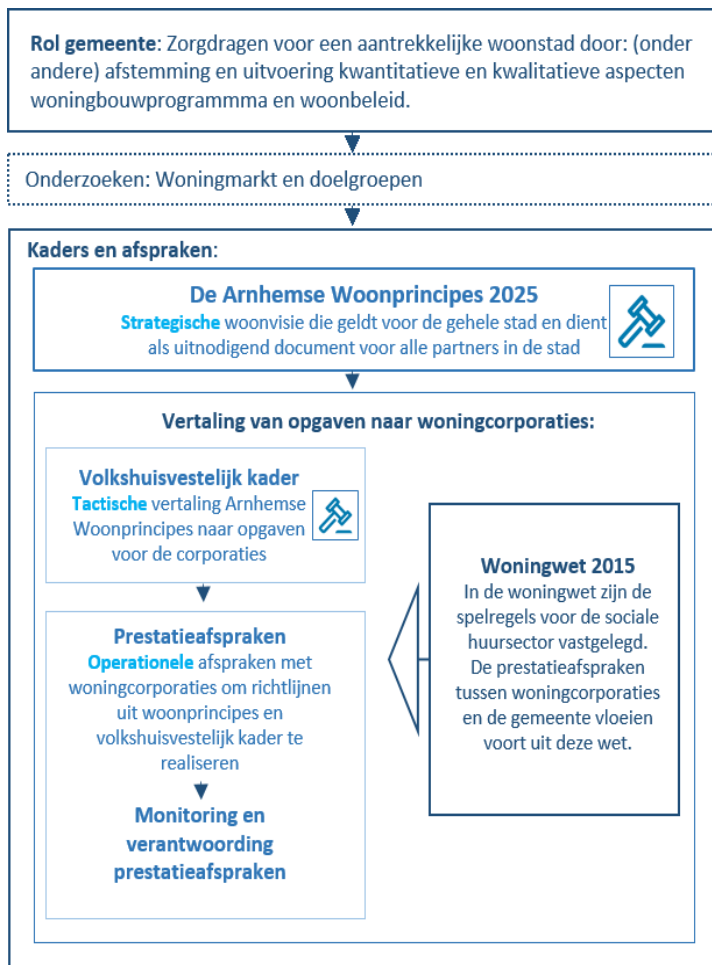 Rol gemeente: Zorgdragen voor een aantrekkelijke woonstad door: (onder
andere) afstemming en uitvoering kwantitatieve en kwalitatieve aspecten
woningbouwprogrammma en woonbeleid.
Onderzoeken: Woningmarkt en doelgroepen
Kaders en afspraken:
De Arnhemse Woonprincipes 2025
Strategische woonvisie die geldt voor de gehele stad en dient
als uitnodigend document voor alle partners in de stad
Vertaling van opgaven naar woningcorporaties:
Volkshuisvestelijk kader
Tactische vertaling Arnhemse
Woonprincipes naar opgaven
voor de corporaties
Prestatieafspraken
Operationele afspraken met
woningcorporaties om richtlijnen
uit woonprincipes en
volkshuisvestelijk kader te
realiseren
Monitoring en
verantwoording
prestatieafspraken
Woningwet 2015
In de woningwet zijn de
spelregels voor de sociale
huursector vastgelegd.
De prestatieafspraken
tussen woningcorporaties
en de gemeente vloeien
voort uit deze wet.